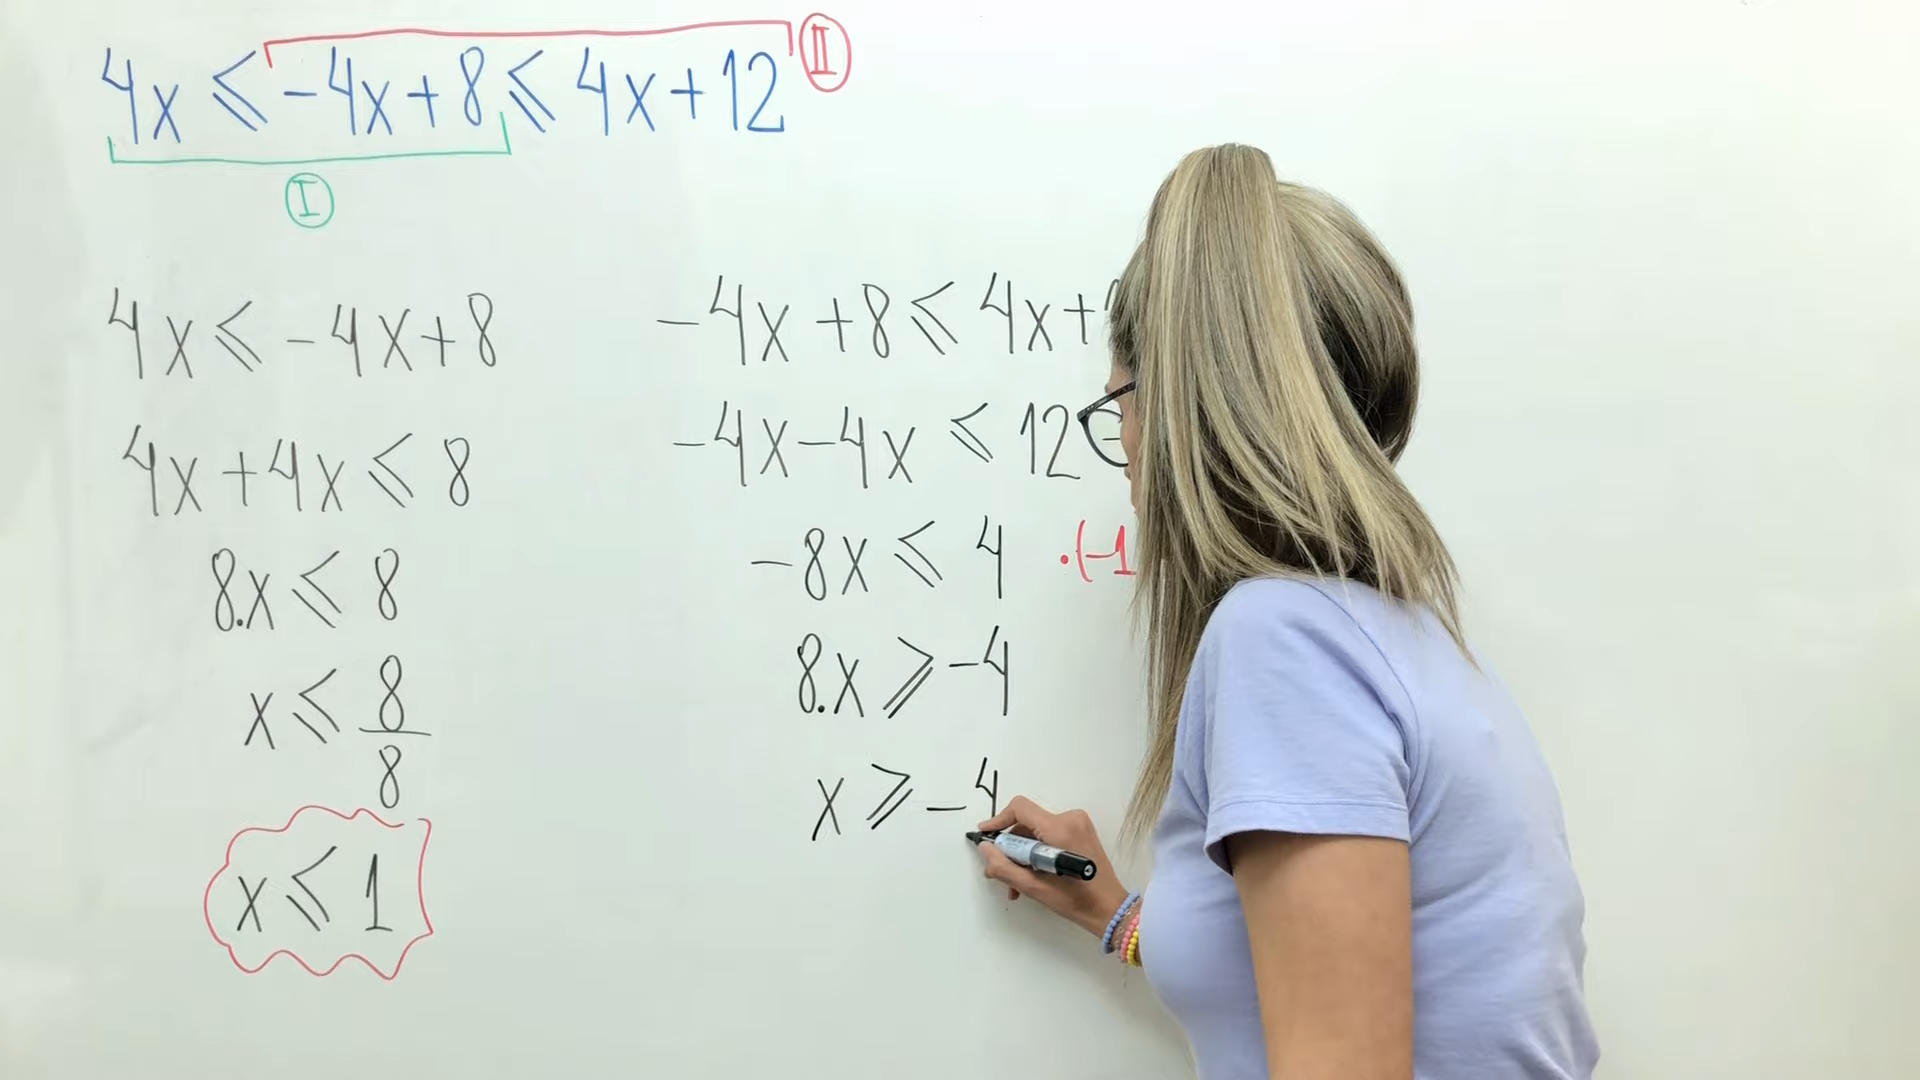 4x ⩽ -4x+8 ⩽ 4x+12
II
I
4x ⩽ -4x+8
4x+4x ⩽ 8
8.x ⩽ 8
x ⩽ 8/8
x ⩽ 1
-4x+8 ⩽ 4x+
-4x-4x ⩽ 12-
-8x ⩽ 4 .(-1
8.x ⩾ -4
x ⩾ -4